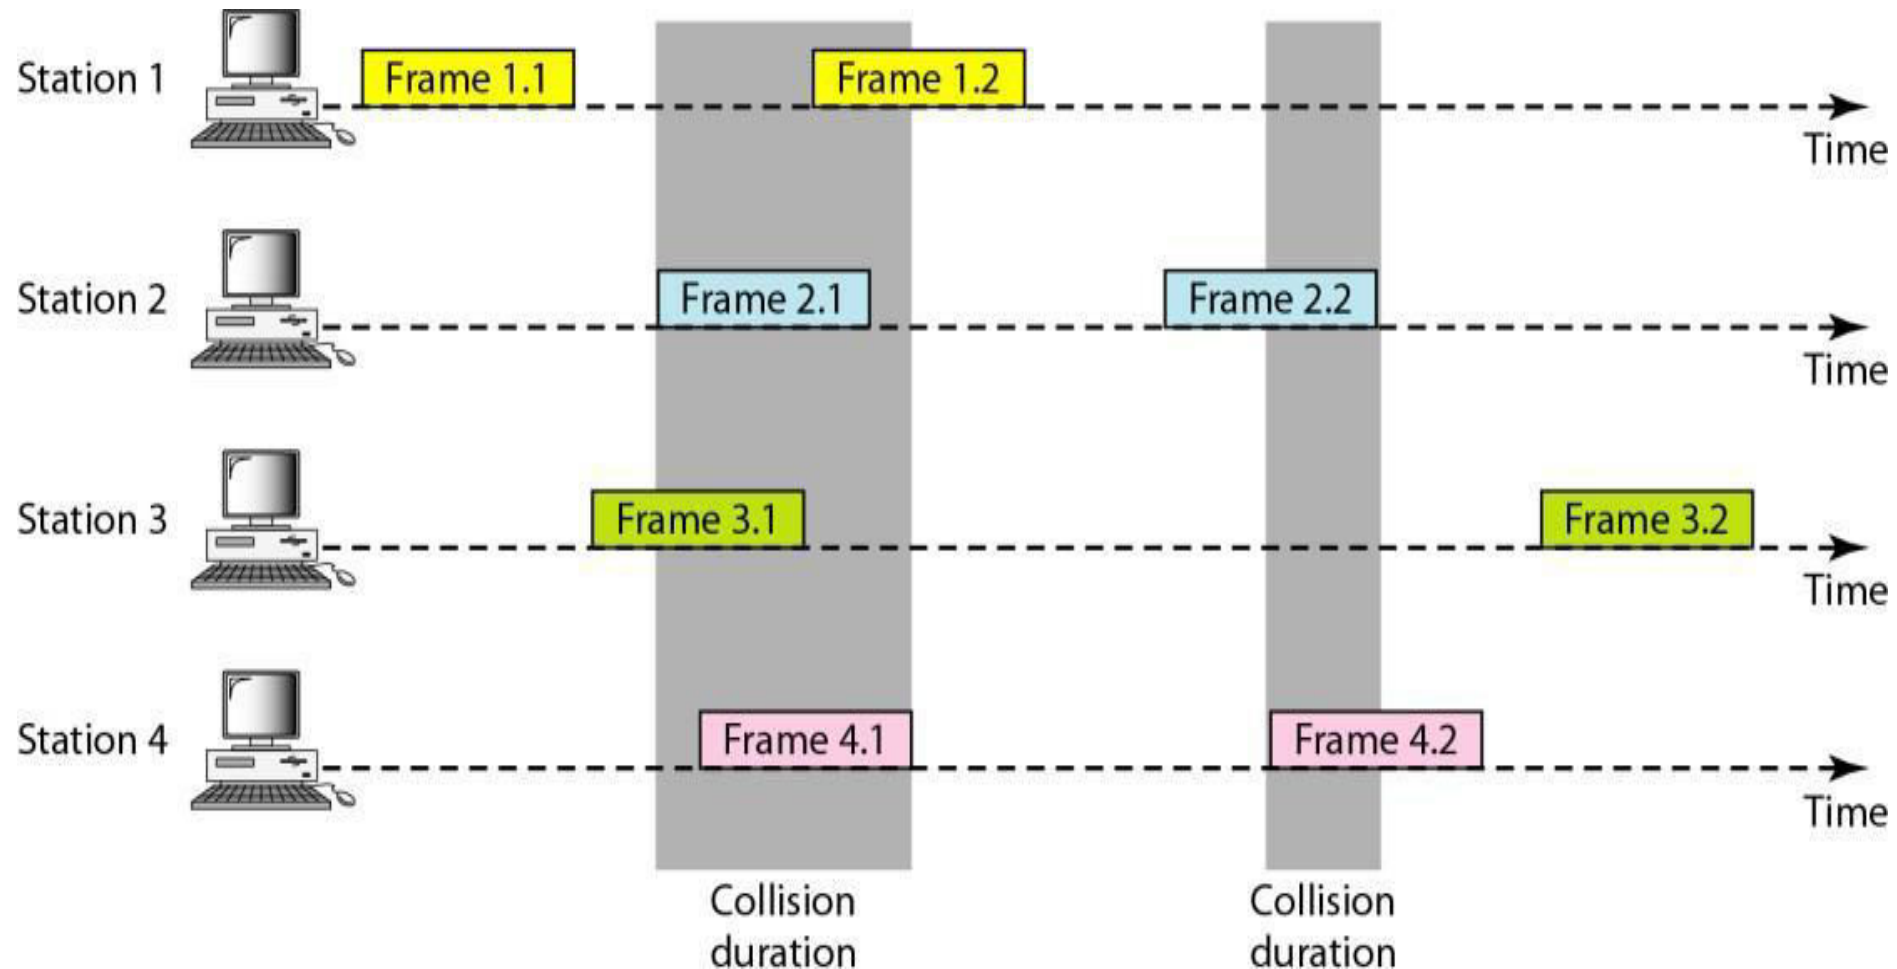 Station 1
Frame 1.1
Frame 1.2
Time
Station 2
Frame 2.1
Frame 2.2
Time
Station 3
Frame 3.1
Frame 3.2
Time
Station 4
Frame 4.1
Frame 4.2
Time
Collision
duration
Collision
duration